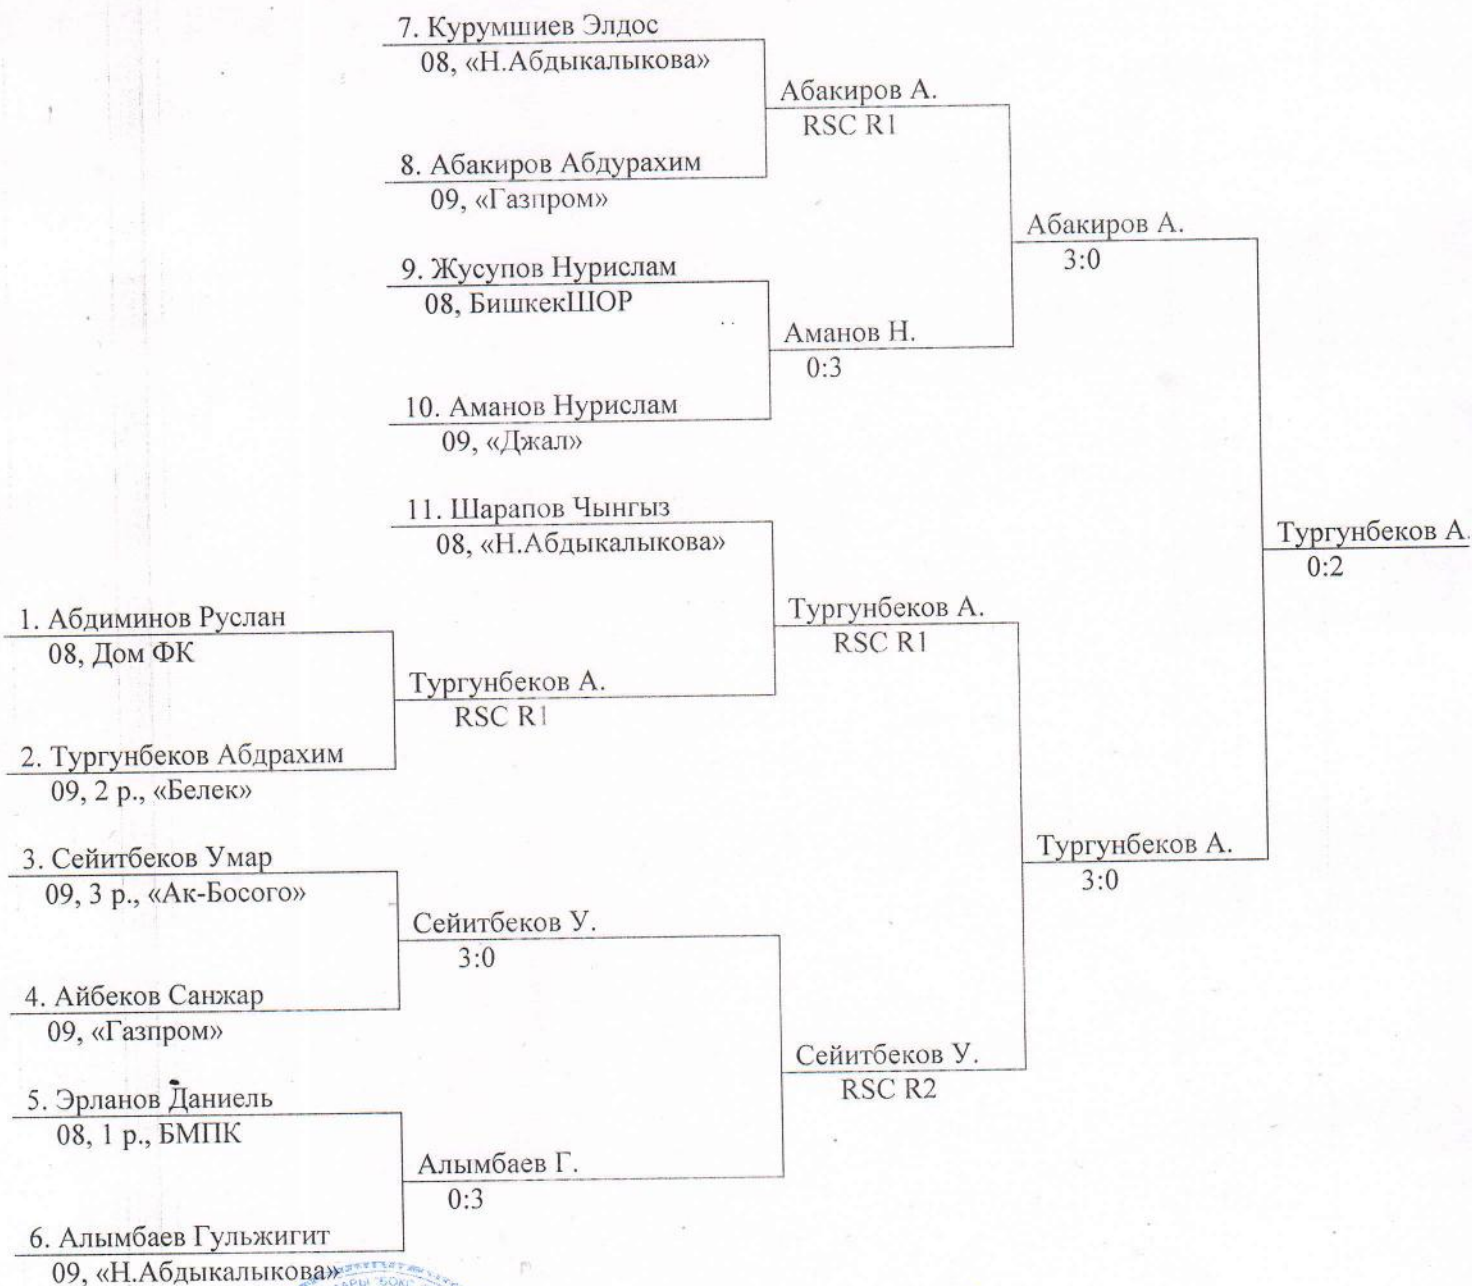 7. Курумшиев Элдос
08, «Н.Абдыкалыкова»
Абакиров А.
RSC R1
8. Абакиров Абдурахим
09, «Газпром»
Абакиров А.
3:0
9. Жусупов Нурислам
08, БишкекШОР
Аманов Н.
0:3
10. Аманов Нурислам
09, «Джал»
11. Шарапов Чынгыз
08, «Н.Абдыкалыкова»
Тургунбеков А.
0:2
1. Абдиминов Руслан
08, Дом ФК
Тургунбеков А.
RSC R1
Тургунбеков А.
RSC R1
2. Тургунбеков Абдрахим
09, 2 р., «Белек»
3. Сейитбеков Умар
09, 3 р., «Ак-Босого»
Тургунбеков А.
3:0
Сейитбеков У.
3:0
4. Айбеков Санжар
09, «Газпром»
Сейитбеков У.
RSC R2
5. Эрланов Даниель
08, 1 р., БМПК
Алымбаев Г.
0:3
6. Алымбаев Гульжигит
09, «Н.Абдыкалыкова»